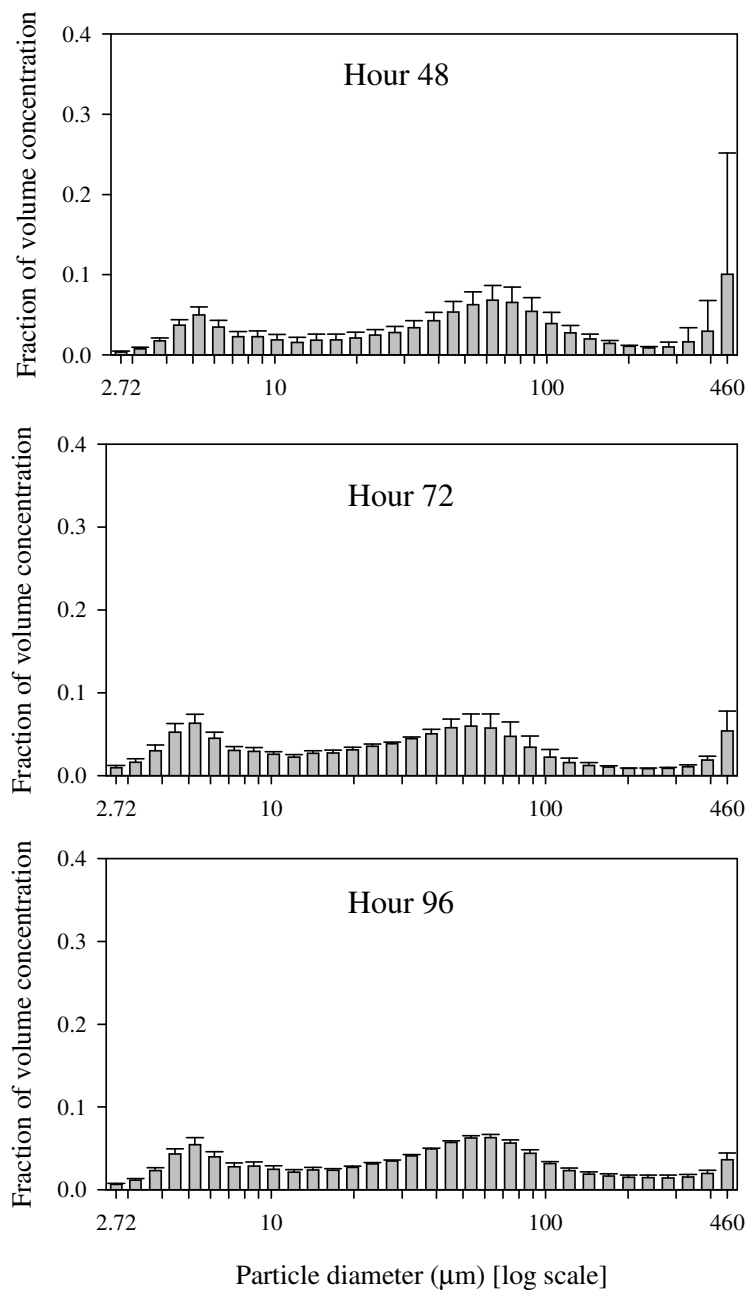 Hour 48
Fraction of volume concentration
0.4
0.3
0.2
0.1
0.0
2.72 10 100 460
Hour 72
Fraction of volume concentration
0.4
0.3
0.2
0.1
0.0
2.72 10 100 460
Hour 96
Fraction of volume concentration
0.4
0.3
0.2
0.1
0.0
2.72 10 100 460
Particle diameter (μm) [log scale]